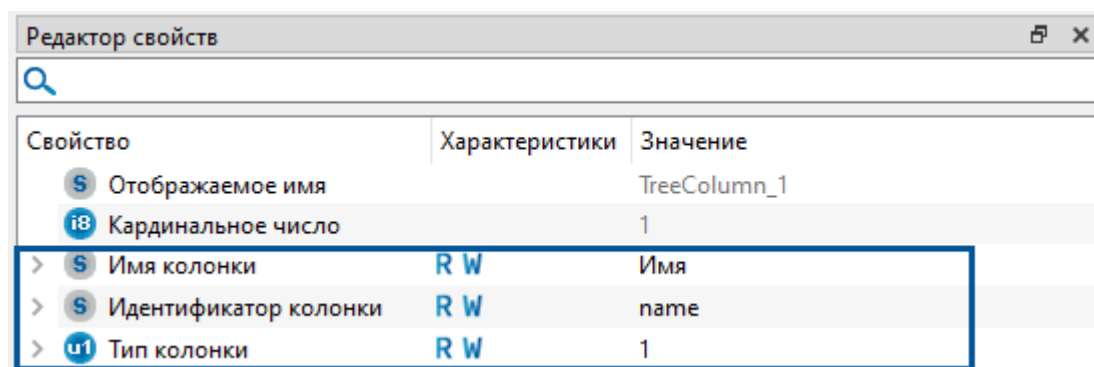 Редактор свойств
Свойство Характеристики Значение
S Отображаемое имя TreeColumn_1
i8 Кардинальное число 1
S Имя колонки R W Имя
S Идентификатор колонки R W name
u1 Тип колонки R W 1